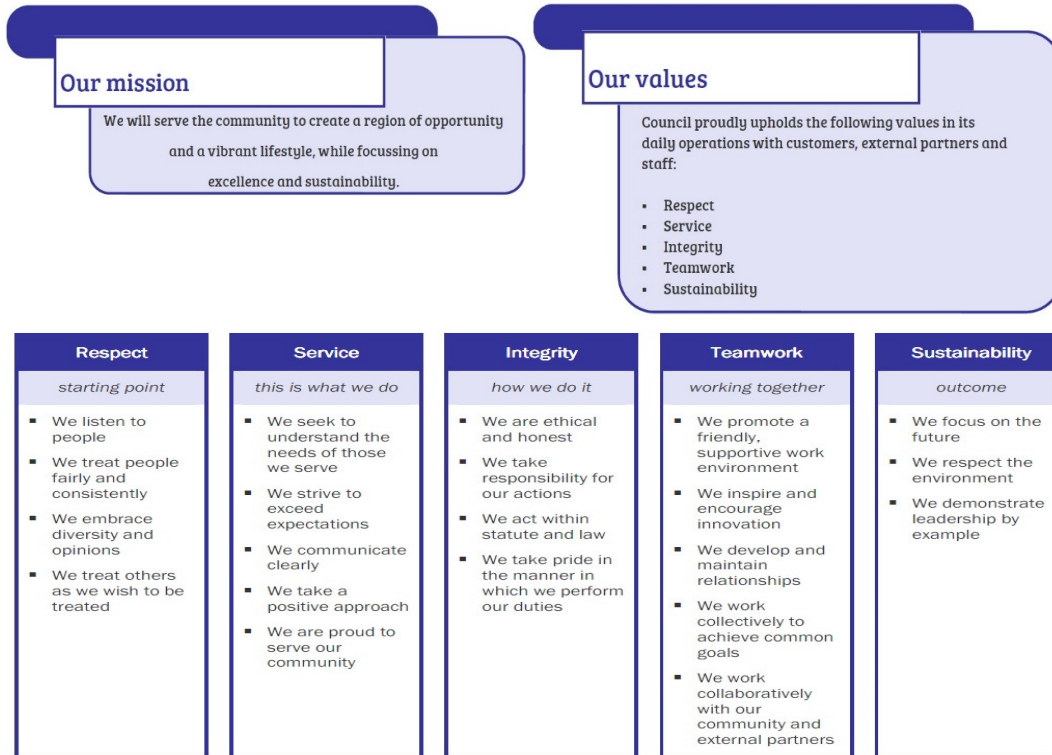 Our mission
We will serve the community to create a region of opportunity
and a vibrant lifestyle, while focussing on
excellence and sustainability.
Our values
Council proudly upholds the following values in its
daily operations with customers, external partners and
staff:
▪ Respect
▪ Service
▪ Integrity
▪ Teamwork
▪ Sustainability
Respect
starting point
▪ We listen to
people
▪ We treat people
fairly and
consistently
▪ We embrace
diversity and
opinions
▪ We treat others
as we wish to be
treated
Service
this is what we do
▪ We seek to
understand the
needs of those
we serve
▪ We strive to
exceed
expectations
▪ We communicate
clearly
▪ We take a
positive approach
▪ We are proud to
serve our
community
Integrity
how we do it
▪ We are ethical
and honest
▪ We take
responsibility for
our actions
▪ We act within
statute and law
▪ We take pride in
the manner in
which we perform
our duties
Teamwork
working together
▪ We promote a
friendly,
supportive work
environment
▪ We inspire and
encourage
innovation
▪ We develop and
maintain
relationships
▪ We work
collectively to
achieve common
goals
▪ We work
collaboratively
with our
community and
external partners
Sustainability
outcome
▪ We focus on the
future
▪ We respect the
environment
▪ We demonstrate
leadership by
example